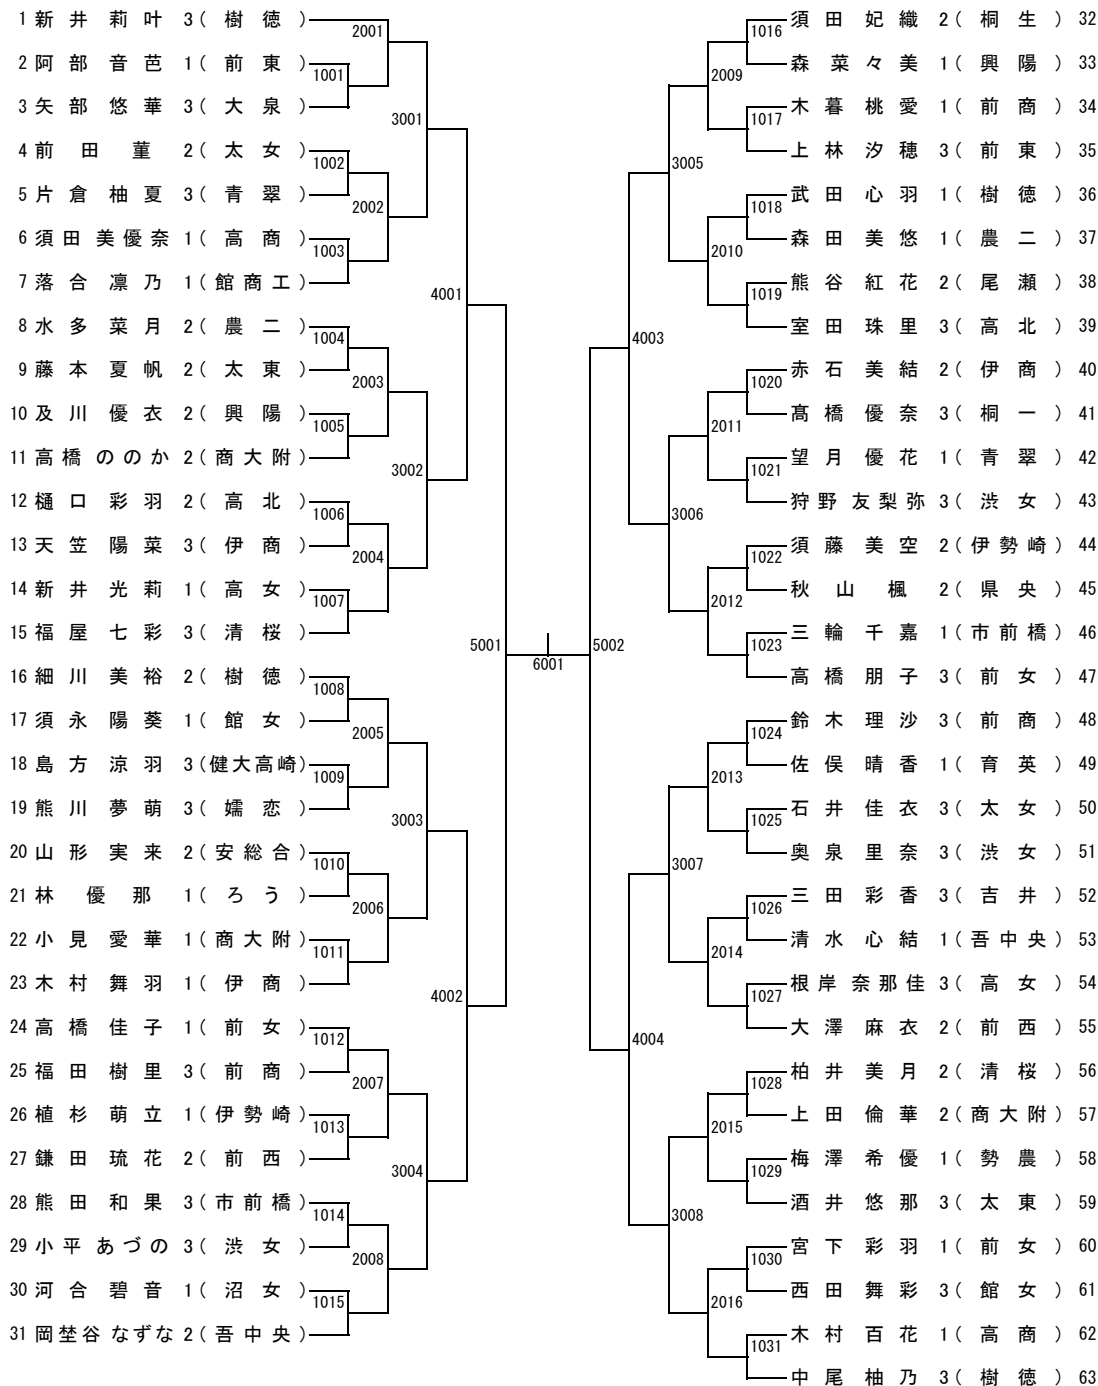 1 新井莉叶 3(樹徳)
2 阿部音芭 1(前東)
3 矢部悠華 3(大泉)
4 前田菫 2(太女)
5 片倉柚夏 3(青翠)
6 須田美優奈 1(高商)
7 落合凛乃 1(館商工)
8 水多菜月 2(農二)
9 藤本夏帆 2(太東)
10 及川優衣 2(興陽)
11 高橋ののか 2(商大附)
12 樋口彩羽 2(高北)
13 天笠陽菜 3(伊商)
14 新井光莉 1(高女)
15 福屋七彩 3(清桜)
16 細川美裕 2(樹徳)
17 須永陽葵 1(館女)
18 島方涼羽 3(健大高崎)
19 熊川夢萌 3(嬬恋)
20 山形実来 2(安総合)
21 林優那 1(ろう)
22 小見愛華 1(商大附)
23 木村舞羽 1(伊商)
24 高橋佳子 1(前女)
25 福田樹里 3(前商)
26 植杉萌立 1(伊勢崎)
27 鎌田琉花 2(前西)
28 熊田和果 3(市前橋)
29 小平あづの 3(渋女)
30 河合碧音 1(沼女)
31 岡埜谷なずな 2(吾中央)
1001
1002
1003
1004
1005
1006
1007
1008
1009
1010
1011
1012
1013
1014
1015
2001
2002
2003
2004
2005
2006
2007
2008
3001
3002
3003
3004
4001
4002
5001
6001
5002
4003
4004
3005
3006
3007
3008
2009
2010
2011
2012
2013
2014
2015
2016
1016
1017
1018
1019
1020
1021
1022
1023
1024
1025
1026
1027
1028
1029
1030
1031
須田妃織 2(桐生) 32
森菜々美 1(興陽) 33
木暮桃愛 1(前商) 34
上林汐穂 3(前東) 35
武田心羽 1(樹徳) 36
森田美悠 1(農二) 37
熊谷紅花 2(尾瀬) 38
室田珠里 3(高北) 39
赤石美結 2(伊商) 40
髙橋優奈 3(桐一) 41
望月優花 1(青翠) 42
狩野友梨弥 3(渋女) 43
須藤美空 2(伊勢崎) 44
秋山楓 2(県央) 45
三輪千嘉 1(市前橋) 46
高橋朋子 3(前女) 47
鈴木理沙 3(前商) 48
佐俣晴香 1(育英) 49
石井佳衣 3(太女) 50
奥泉里奈 3(渋女) 51
三田彩香 3(吉井) 52
清水心結 1(吾中央) 53
根岸奈那佳 3(高女) 54
大澤麻衣 2(前西) 55
柏井美月 2(清桜) 56
上田倫華 2(商大附) 57
梅澤希優 1(勢農) 58
酒井悠那 3(太東) 59
宮下彩羽 1(前女) 60
西田舞彩 3(館女) 61
木村百花 1(高商) 62
中尾柚乃 3(樹徳) 63